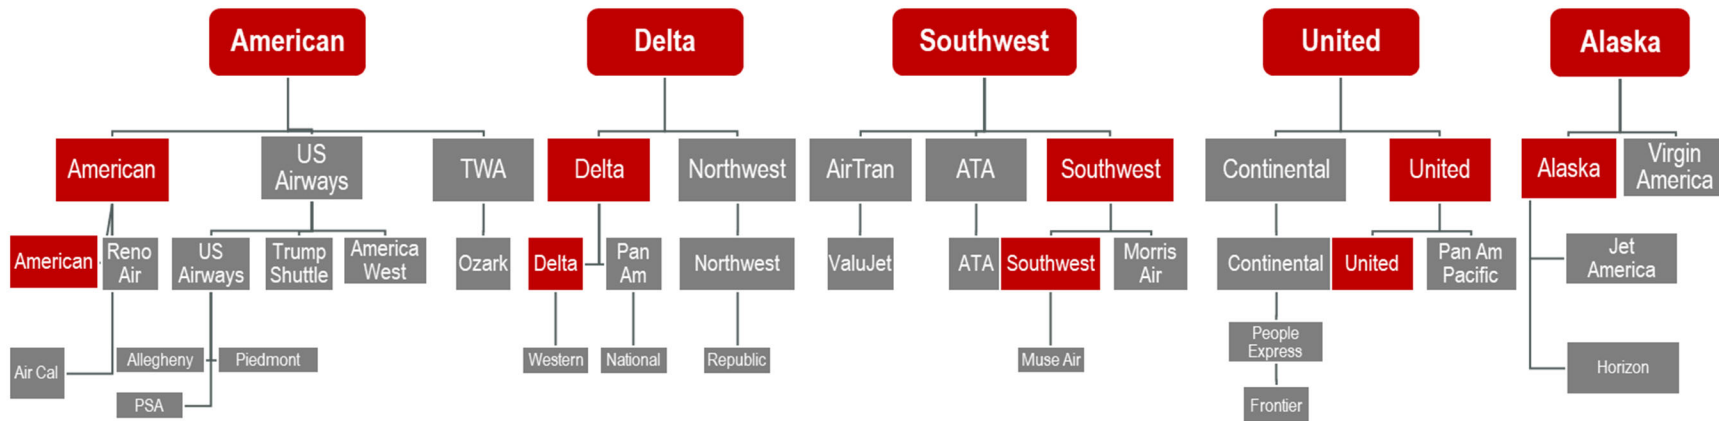 American
Delta
Southwest
United
Alaska
American
US
Airways
TWA
Delta
Northwest
AirTran
ATA
Southwest
Continental
United
Alaska
Virgin
America
American
Reno
Air
US
Airways
Trump
Shuttle
America
West
Ozark
Delta
Pan
Am
Northwest
ValuJet
ATA
Southwest
Morris
Air
Continental
United
Pan Am
Pacific
Jet
America
Air Cal
Allegheny
Piedmont
Western
National
Republic
Muse Air
People
Express
Horizon
PSA
Frontier